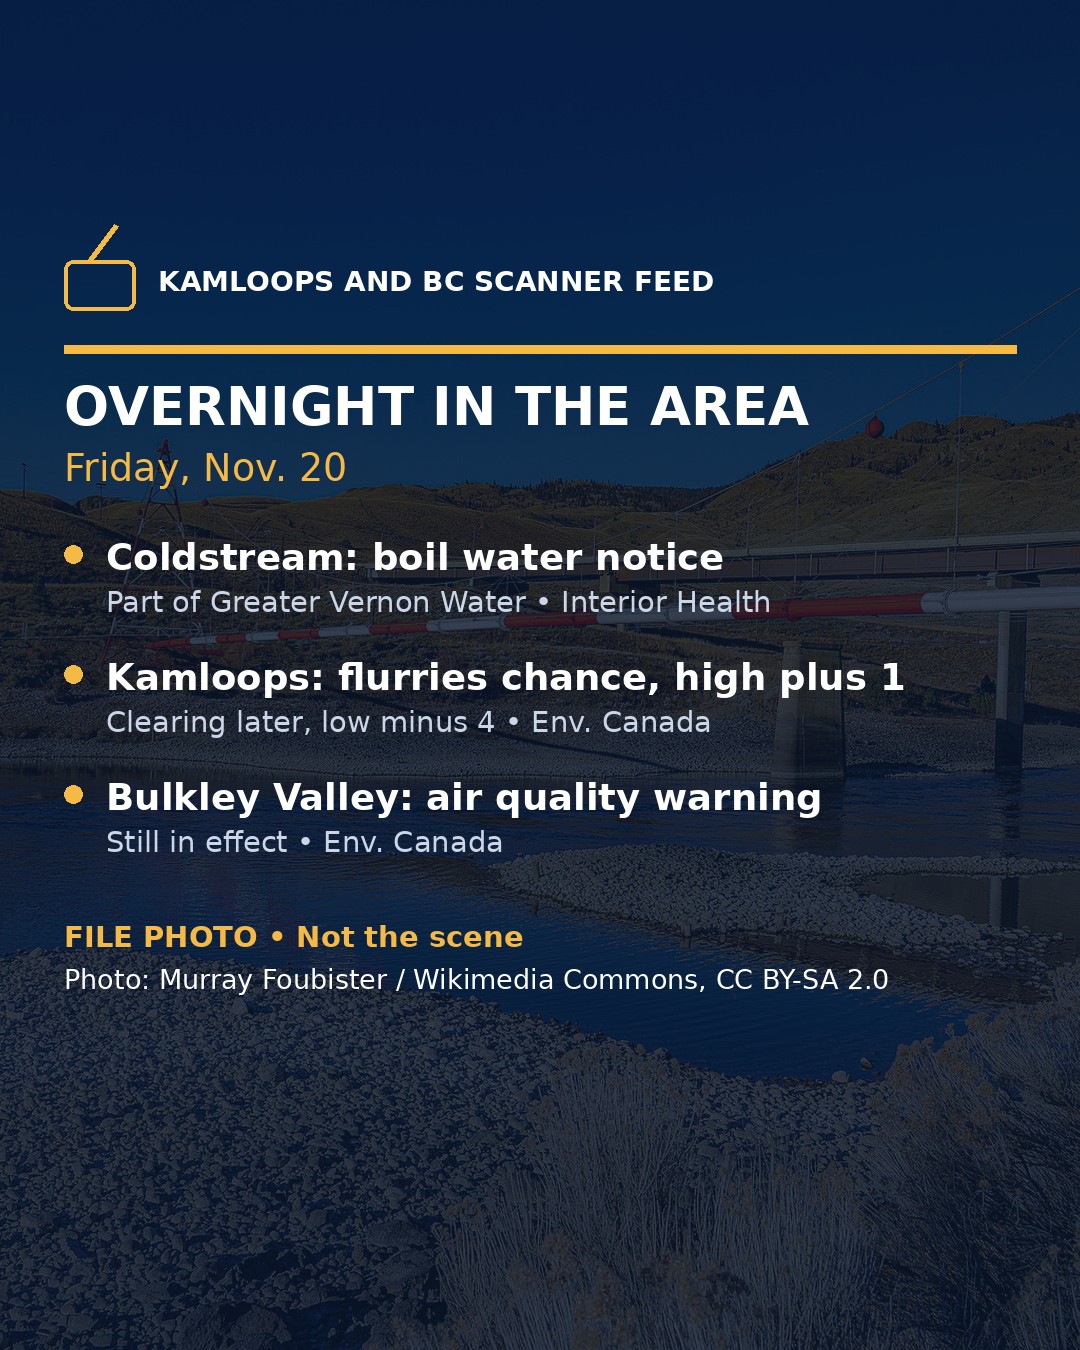 KAMLOOPS AND BC SCANNER FEED
OVERNIGHT IN THE AREA
Friday, Nov. 20
Coldstream: boil water notice
Part of Greater Vernon Water • Interior Health
Kamloops: flurries chance, high plus 1
Clearing later, low minus 4 • Env. Canada
Bulkley Valley: air quality warning
Still in effect • Env. Canada
FILE PHOTO • Not the scene
Photo: Murray Foubister / Wikimedia Commons, CC BY-SA 2.0